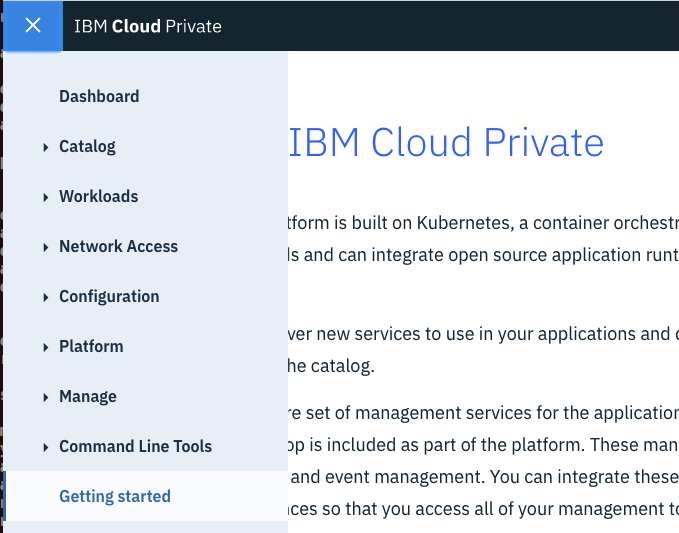 IBM Cloud Private
Dashboard
Catalog
Workloads
Network Access
Configuration
Platform
Manage
Command Line Tools
Getting started
IBM Cloud Private
tform is built on Kubernetes, a container orchestr
s and can integrate open source application runt
ver new services to use in your applications and
he catalog.
re set of management services for the application
op is included as part of the platform. These man
and event management. You can integrate these
nces so that you access all of your management to